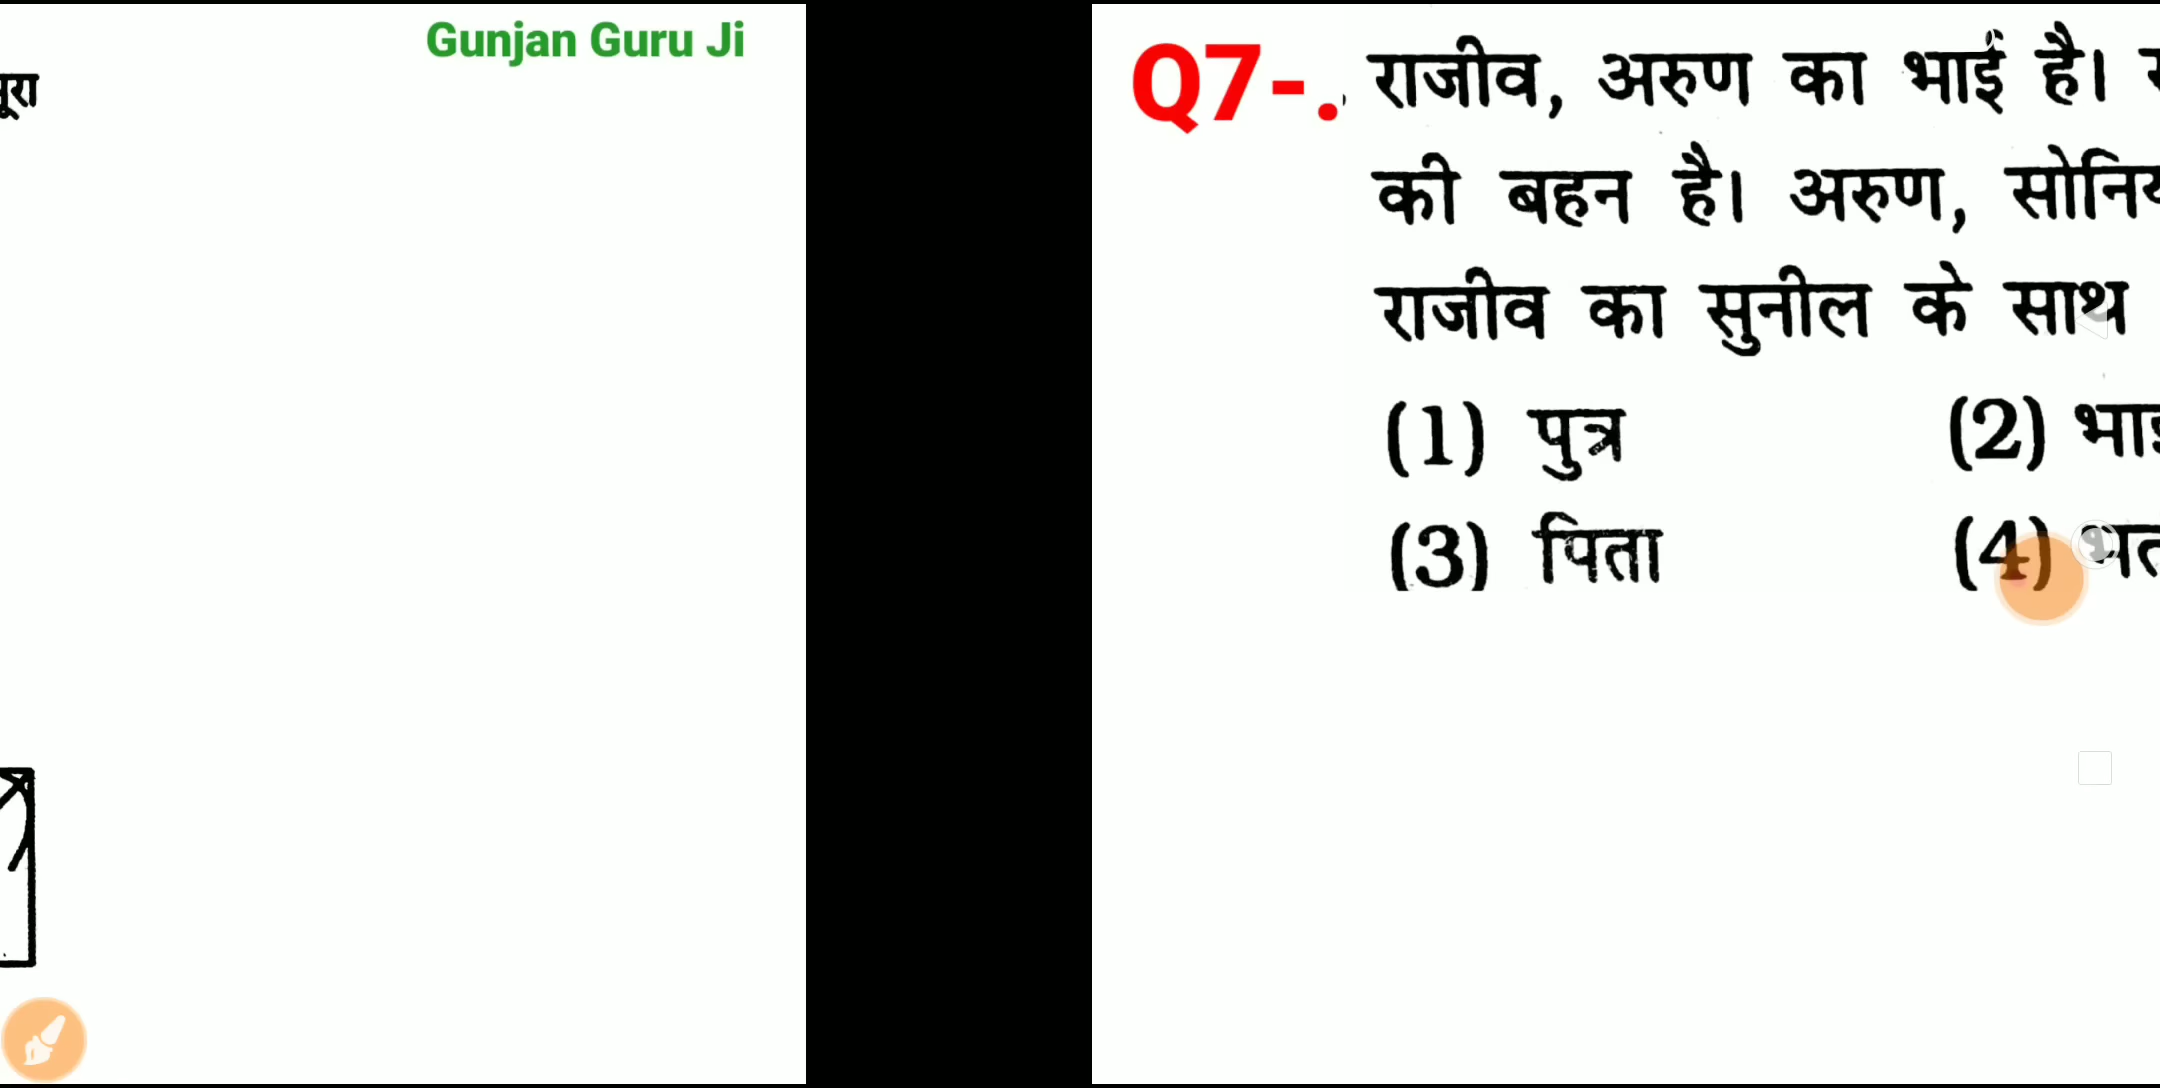 Gunjan Guru Ji
Q7-. राजीव, अरुण का भाई है।
की बहन है। अरुण,
राजीव का सुनील के साथ
(1) पुत्र (2)
(3) पिता (4)